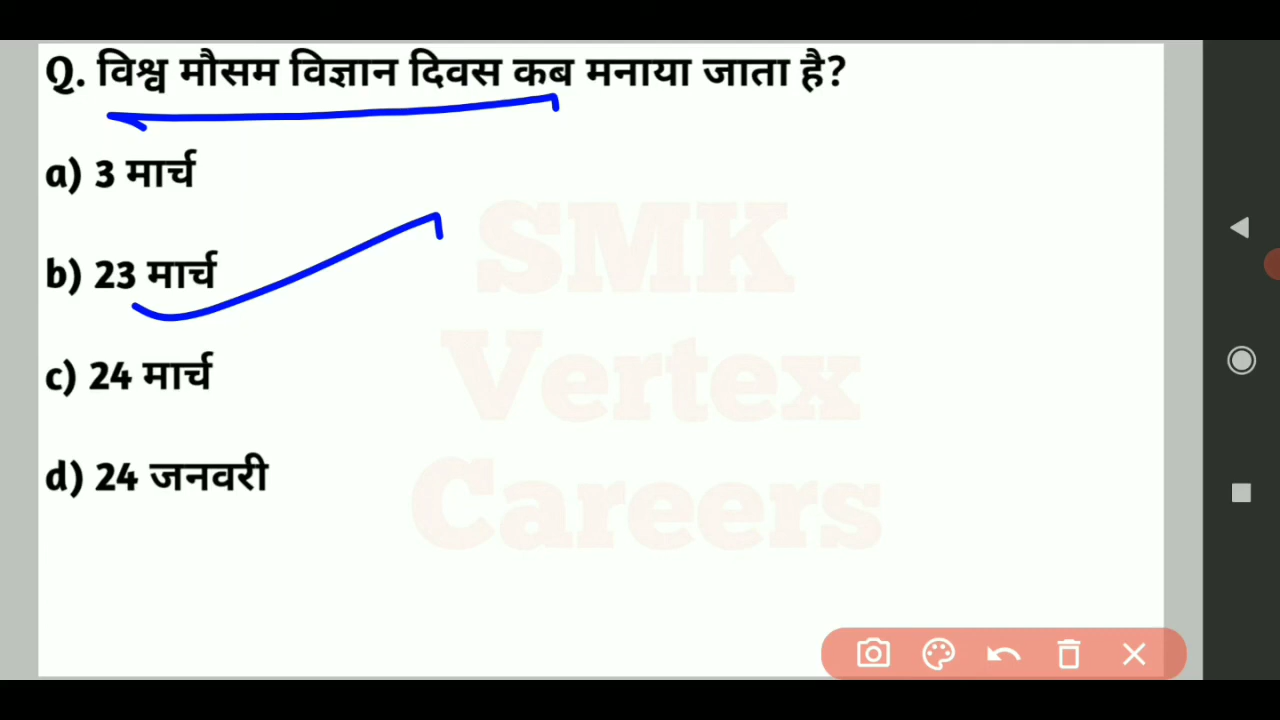 Q. विश्व मौसम विज्ञान दिवस कब मनाया जाता है?
a) 3 मार्च
b) 23 मार्च
c) 24 मार्च
d) 24 जनवरी
SMK
Vertex
Careers